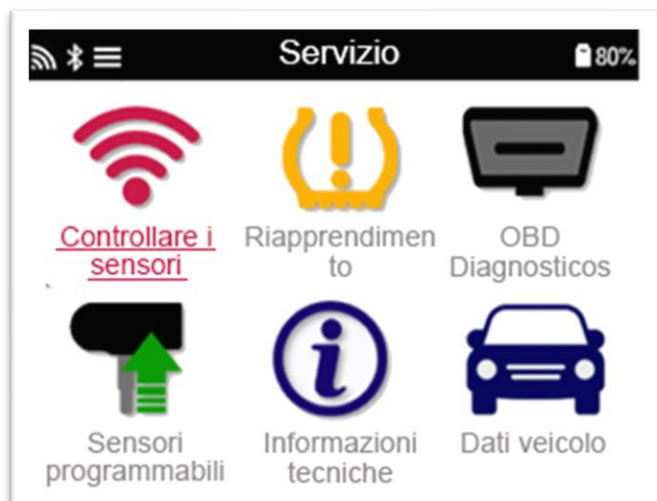 Servizio
80%
Controllare i
sensori
Riapprendimen
to
OBD
Diagnosticos
Sensori
programmabili
Informazioni
tecniche
Dati veicolo